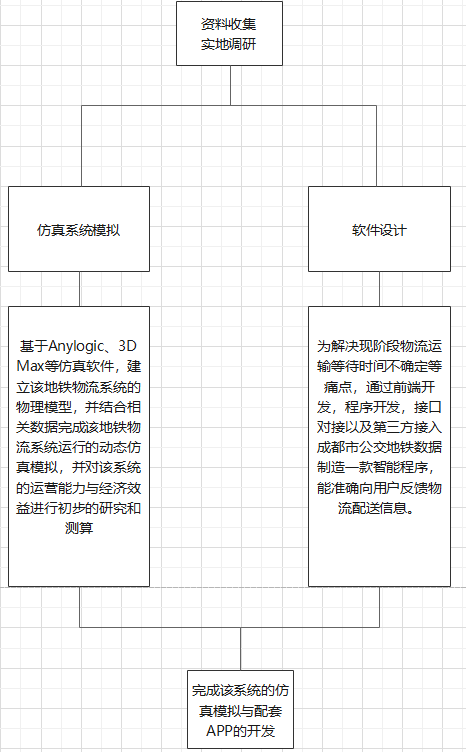 资料收集
实地调研
仿真系统模拟
软件设计
基于Anylogic、3D
Max等仿真软件，建
立该地铁物流系统的
物理模型，并结合相
关数据完成该地铁物
流系统运行的动态仿
真模拟，并对该系统
的运营能力与经济效
益进行初步的研究和
测算
为解决现阶段物流运
输等待时间不确定等
痛点，通过前端开
发，程序开发，接口
对接以及第三方接入
成都市公交地铁数据
制造一款智能程序，
能准确向用户反馈物
流配送信息。
完成该系统的仿
真模拟与配套
APP的开发